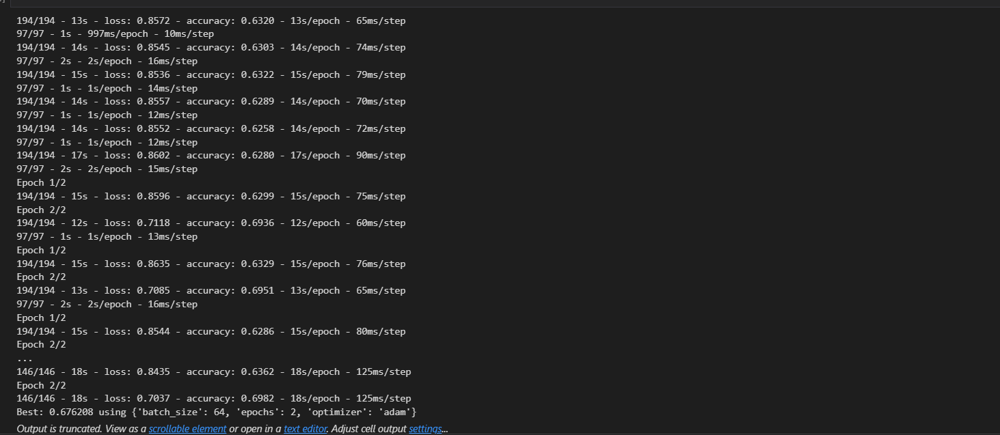 194/194 - 13s - loss: 0.8572 - accuracy: 0.6320 - 13s/epoch - 65ms/step
97/97 - 1s - 997ms/epoch - 10ms/step
194/194 - 14s - loss: 0.8545 - accuracy: 0.6303 - 14s/epoch - 74ms/step
97/97 - 2s - 2s/epoch - 16ms/step
194/194 - 15s - loss: 0.8536 - accuracy: 0.6322 - 15s/epoch - 79ms/step
97/97 - 1s - 1s/epoch - 14ms/step
194/194 - 14s - loss: 0.8557 - accuracy: 0.6289 - 14s/epoch - 70ms/step
97/97 - 1s - 1s/epoch - 12ms/step
194/194 - 14s - loss: 0.8552 - accuracy: 0.6258 - 14s/epoch - 72ms/step
97/97 - 1s - 1s/epoch - 12ms/step
194/194 - 17s - loss: 0.8602 - accuracy: 0.6280 - 17s/epoch - 90ms/step
97/97 - 2s - 2s/epoch - 15ms/step
Epoch 1/2
194/194 - 15s - loss: 0.8596 - accuracy: 0.6299 - 15s/epoch - 75ms/step
Epoch 2/2
194/194 - 12s - loss: 0.7118 - accuracy: 0.6936 - 12s/epoch - 60ms/step
97/97 - 1s - 1s/epoch - 13ms/step
Epoch 1/2
194/194 - 15s - loss: 0.8635 - accuracy: 0.6329 - 15s/epoch - 76ms/step
Epoch 2/2
194/194 - 13s - loss: 0.7085 - accuracy: 0.6951 - 13s/epoch - 65ms/step
97/97 - 2s - 2s/epoch - 16ms/step
Epoch 1/2
194/194 - 15s - loss: 0.8544 - accuracy: 0.6286 - 15s/epoch - 80ms/step
Epoch 2/2
...
146/146 - 18s - loss: 0.8435 - accuracy: 0.6362 - 18s/epoch - 125ms/step
Epoch 2/2
146/146 - 18s - loss: 0.7037 - accuracy: 0.6982 - 18s/epoch - 125ms/step
Best: 0.676208 using {'batch_size': 64, 'epochs': 2, 'optimizer': 'adam'}
Output is truncated. View as a scrollable element or open in a text editor. Adjust cell output settings...